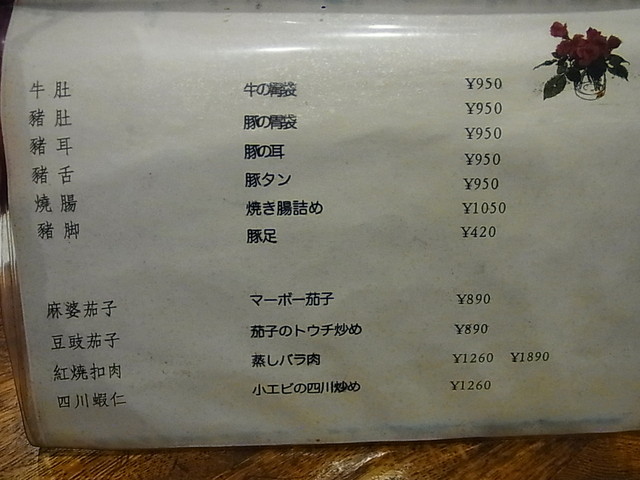 牛肚 牛の胃袋 ¥950
¥950
豬肚 豚の胃袋 ¥950
豬耳 豚の耳 ¥950
豬舌 豚タン ¥950
燒腸 焼き腸詰め ¥1050
豬脚 豚足 ¥420
麻婆茄子 マーボー茄子 ¥890
豆豉茄子 茄子のトウチ炒め ¥890
紅燒扣肉 蒸しバラ肉 ¥1260 ¥1890
四川蝦仁 小エビの四川炒め ¥1260